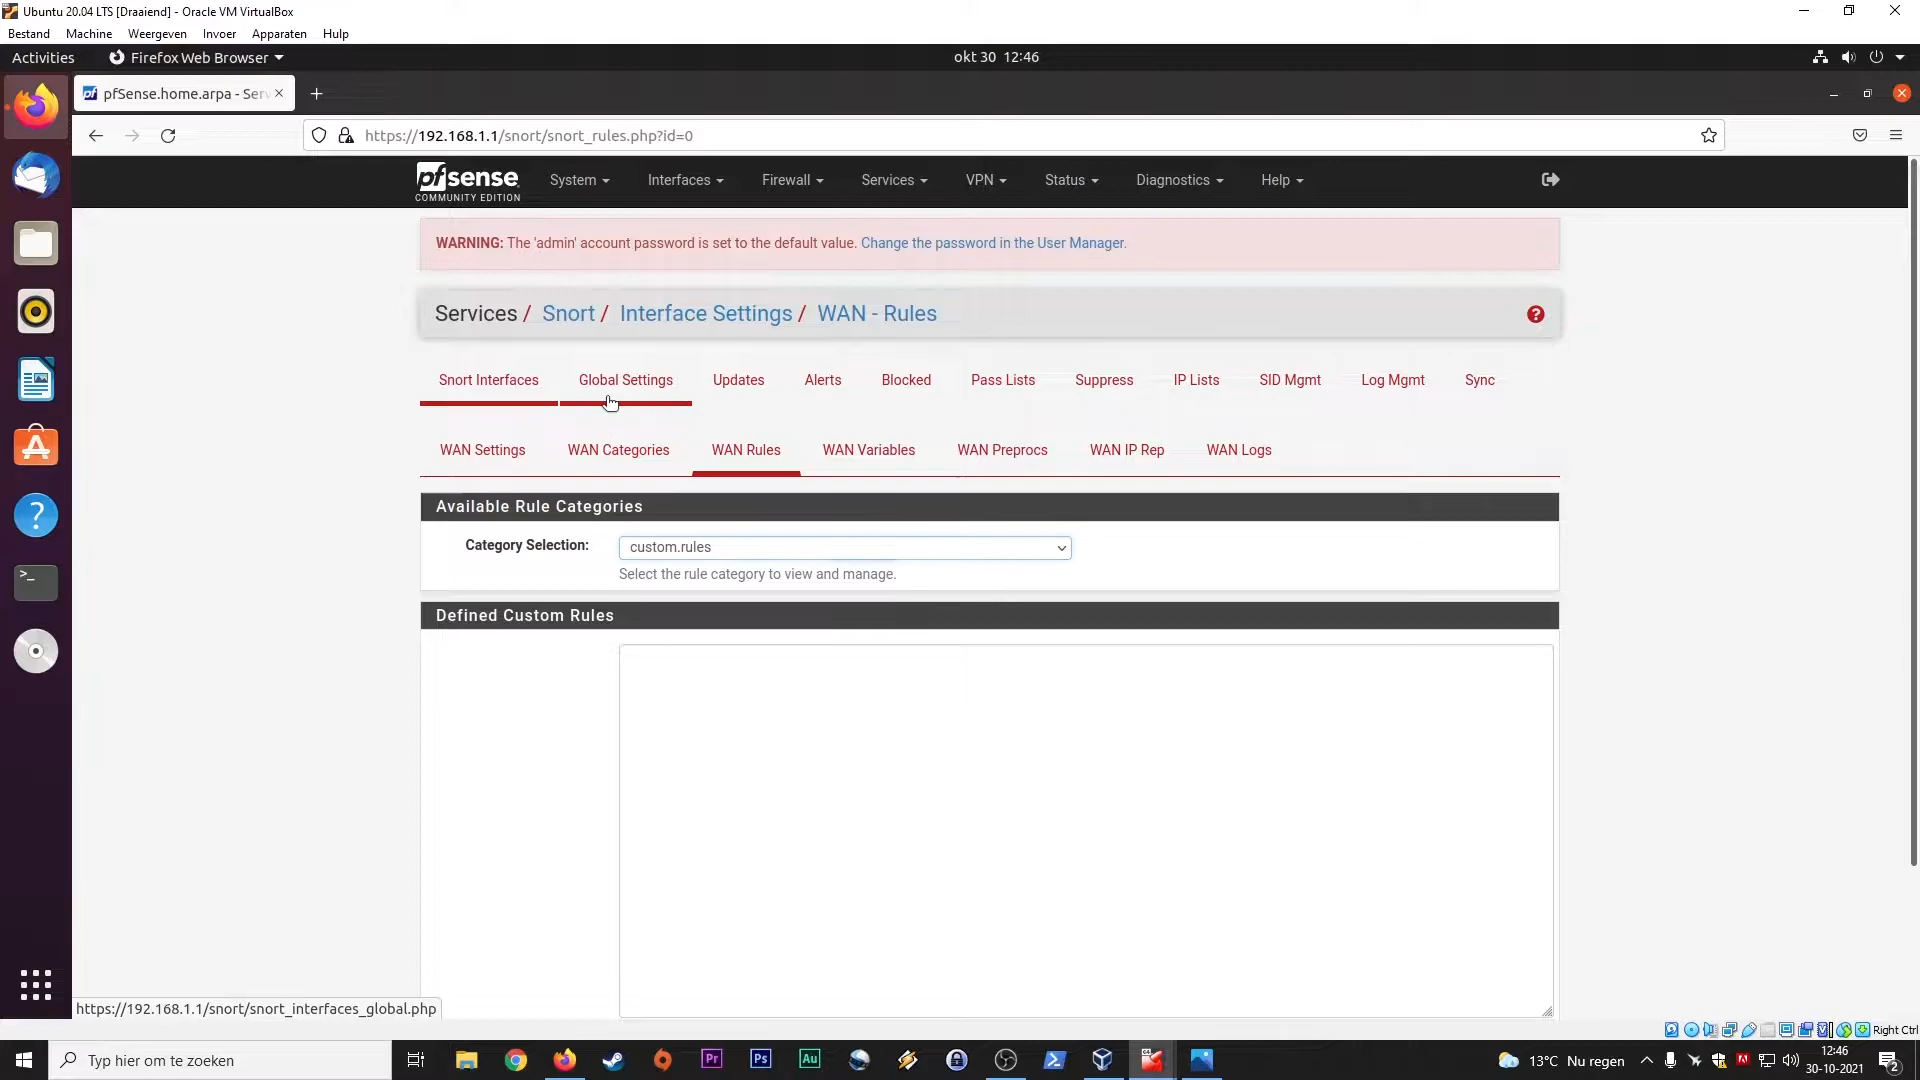 Ubuntu 20.04 LTS [Draaiend] - Oracle VM VirtualBox
Bestand Machine Weergeven Invoer Apparaten Hulp
Activities Firefox Web Browser okt 30 12:46
pfSense.home.arpa - Serv
https://192.168.1.1/snort/snort_rules.php?id=0
pfsense COMMUNITY EDITION System Interfaces Firewall Services VPN Status Diagnostics Help
WARNING: The 'admin' account password is set to the default value. Change the password in the User Manager.
Services / Snort / Interface Settings / WAN - Rules
Snort Interfaces Global Settings Updates Alerts Blocked Pass Lists Suppress IP Lists SID Mgmt Log Mgmt Sync
WAN Settings WAN Categories WAN Rules WAN Variables WAN Preprocs WAN IP Rep WAN Logs
Available Rule Categories
Category Selection: custom.rules
Select the rule category to view and manage.
Defined Custom Rules
https://192.168.1.1/snort/snort_interfaces_global.php
Right Ctrl
Typ hier om te zoeken Pr Ps Au 13°C Nu regen 12:46
30-10-2021 2